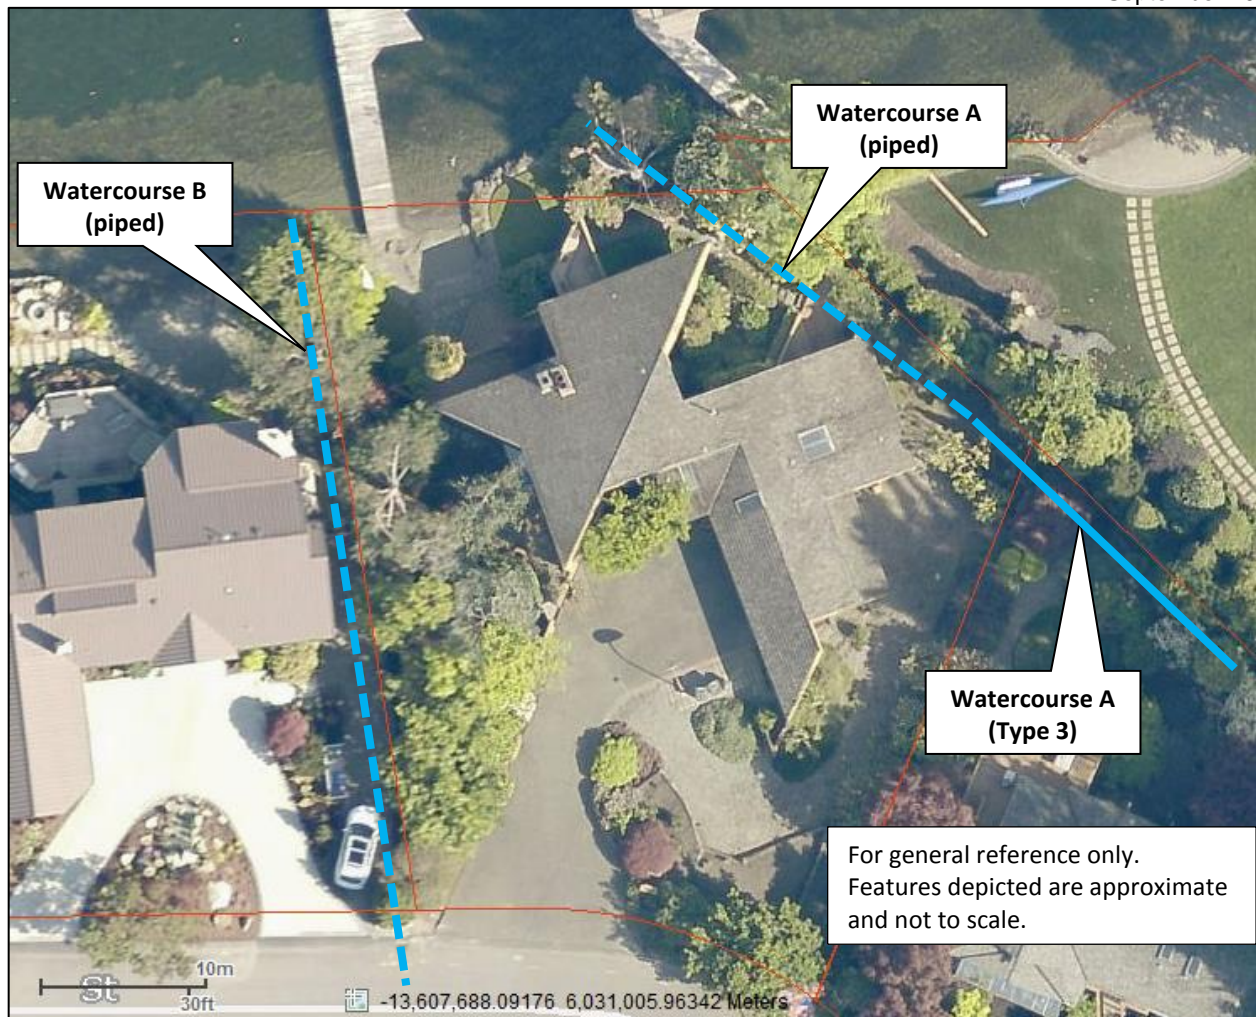 Watercourse A
(piped)
Watercourse B
(piped)
Watercourse A
(Type 3)
For general reference only.
Features depicted are approximate
and not to scale.
10m
St
30ft
-13,607,688.09176 6,031,005.96342 Meters